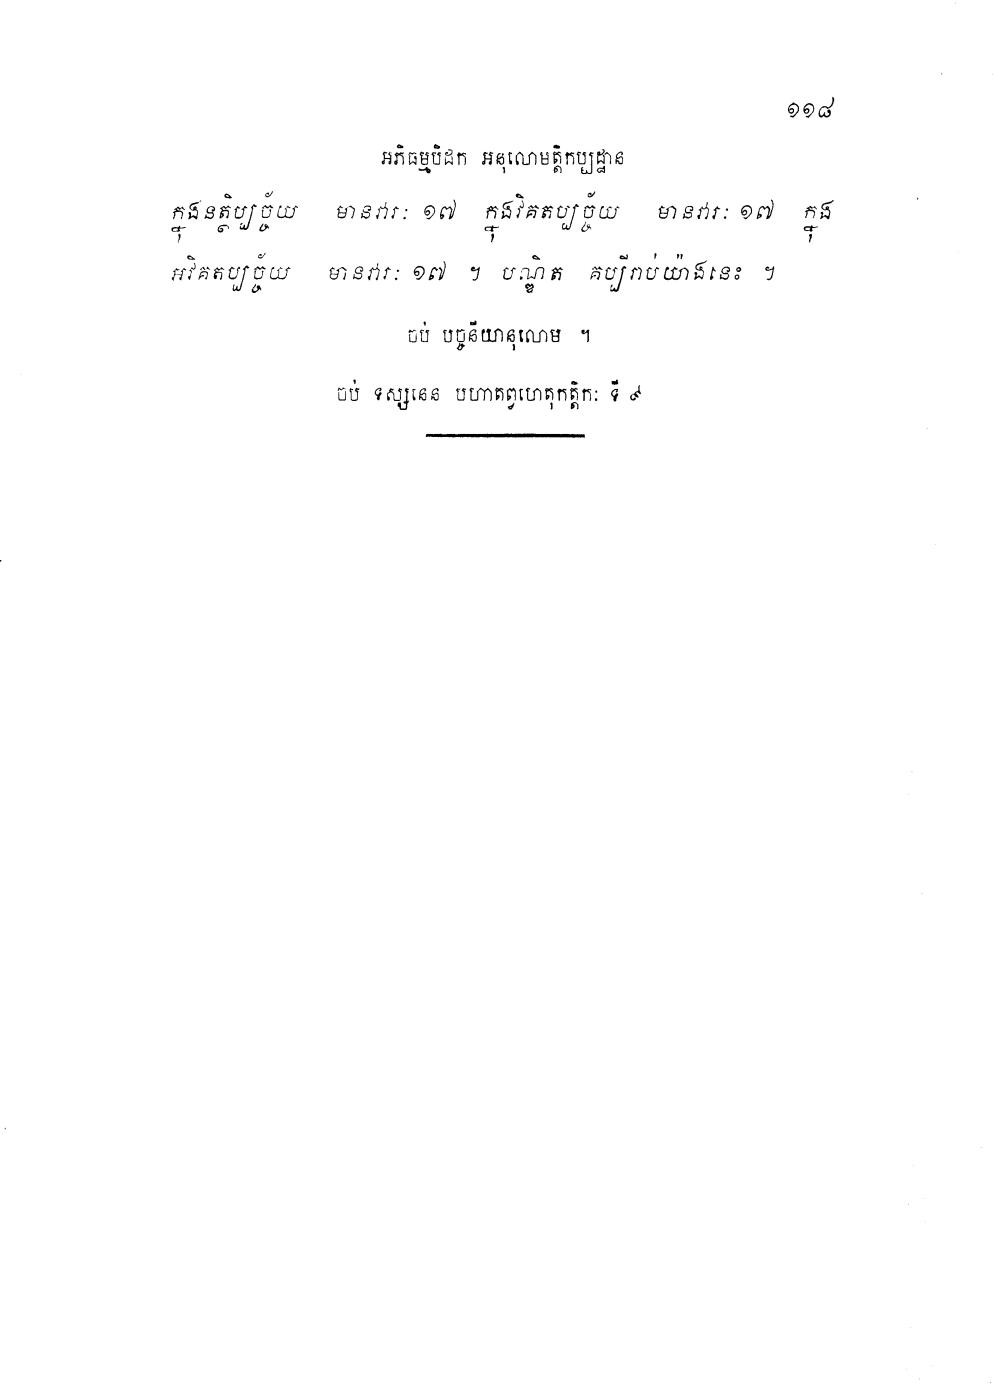 ១១៨
អភិធម្មបិដក អនុលោមត្តិកប្បដ្ឋាន
ក្នុងនត្ថិប្បច្ច័យ មានវារៈ ១៧ ក្នុងវិគតប្បច្ច័យ មានវារៈ ១៧ ក្នុង
អវិគតប្បច្ច័យ មានវារៈ ១៧ ។ បណ្ឌិត គប្បីរាប់យ៉ាងនេះ ។
ចប់ បច្ចនីយានុលោម ។
ចប់ ទស្សនេន បហាតព្វហេតុកត្តិកៈ ទី ៩